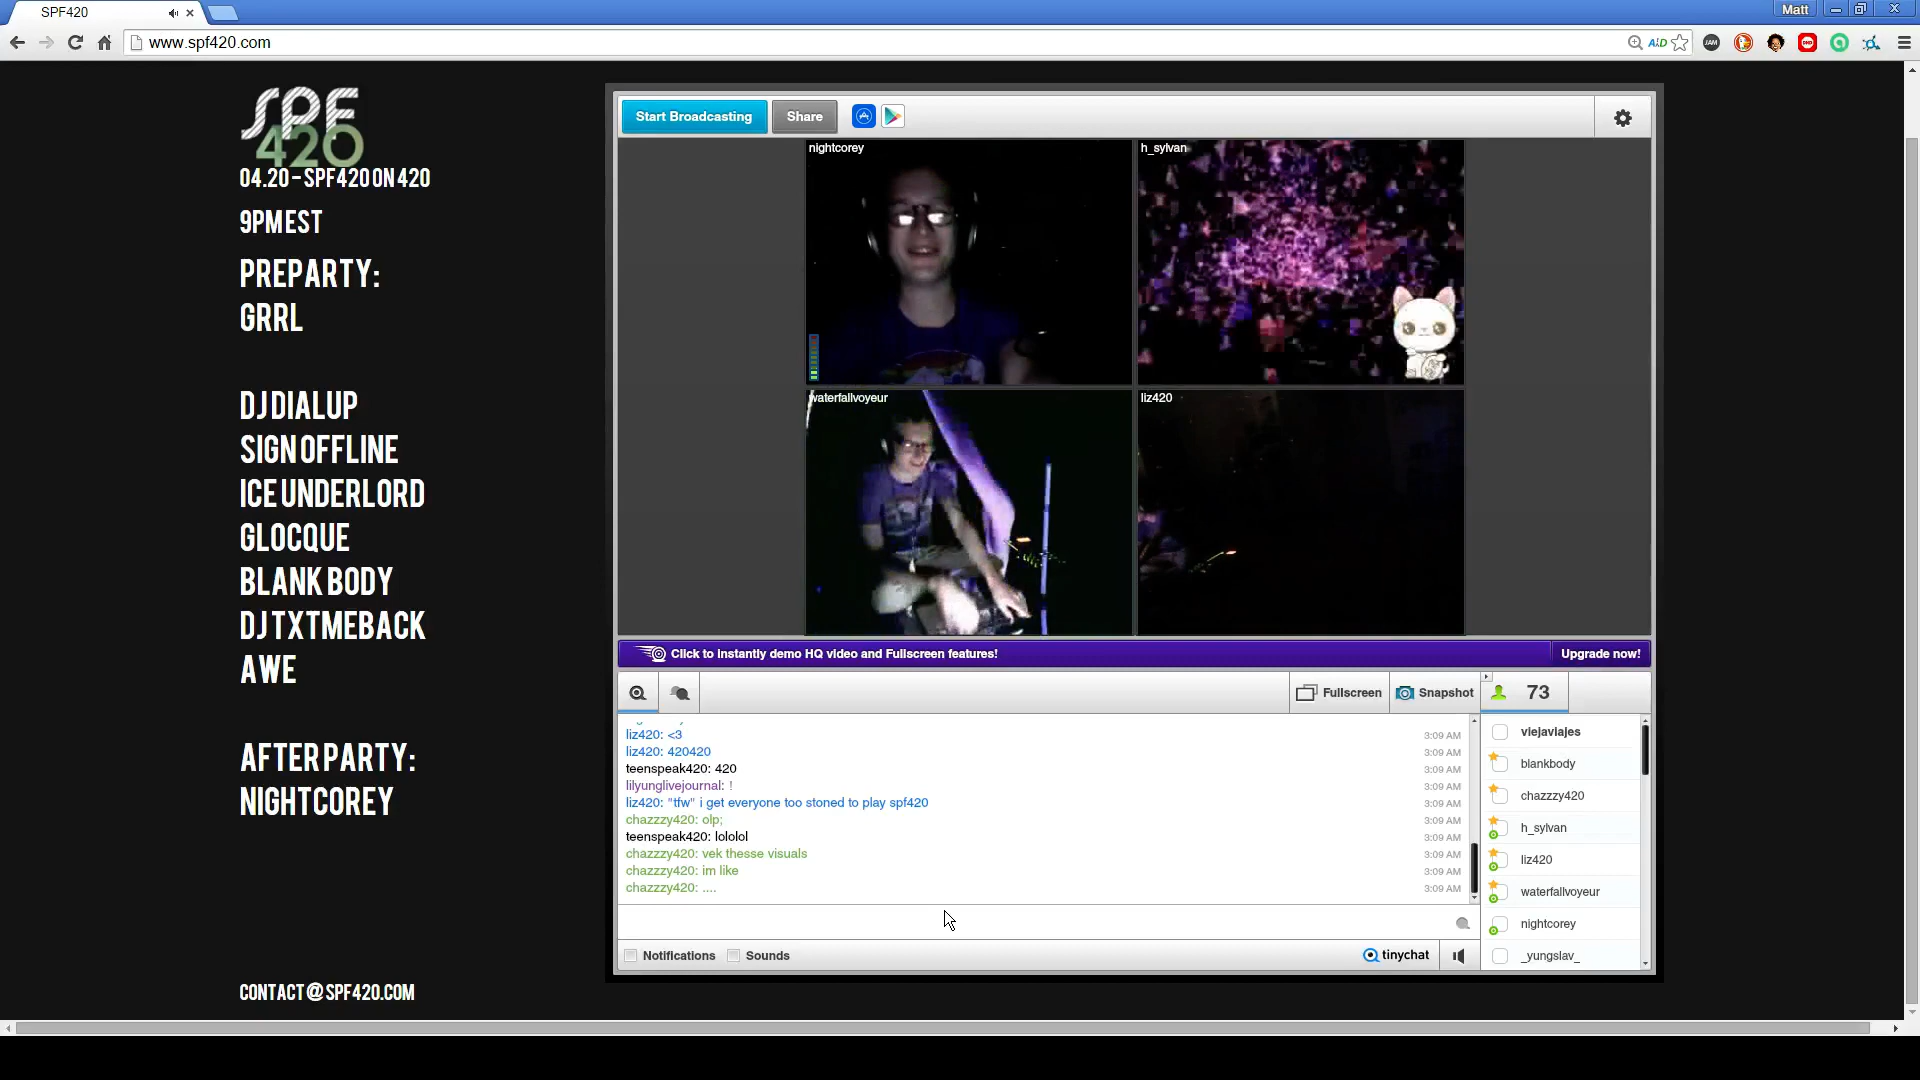 SPF420
Matt
www.spf420.com
SPF
420
04.20 - SPF420 ON 420
9PM EST
PREPARTY:
GRRL
DJ DIALUP
SIGN OFFLINE
ICE UNDERLORD
GLOCQUE
BLANK BODY
DJ TXTMEBACK
AWE
AFTER PARTY:
NIGHTCOREY
CONTACT@SPF420.COM
Start Broadcasting
Share
nightcorey
h_sylvan
waterfallvoyeur
liz420
Click to instantly demo HQ video and Fullscreen features!
Upgrade now!
Fullscreen
Snapshot
73
liz420: <3 3:09 AM
liz420: 420420 3:09 AM
teenspeak420: 420 3:09 AM
lilyunglivejournal: ! 3:09 AM
liz420: "tfw" i get everyone too stoned to play spf420 3:09 AM
chazzzy420: olp; 3:09 AM
teenspeak420: lololol 3:09 AM
chazzzy420: vek thesse visuals 3:09 AM
chazzzy420: im like 3:09 AM
chazzzy420: .... 3:09 AM
viejaviajes
blankbody
chazzzy420
h_sylvan
liz420
waterfallvoyeur
nightcorey
_yungslav_
Notifications
Sounds
tinychat